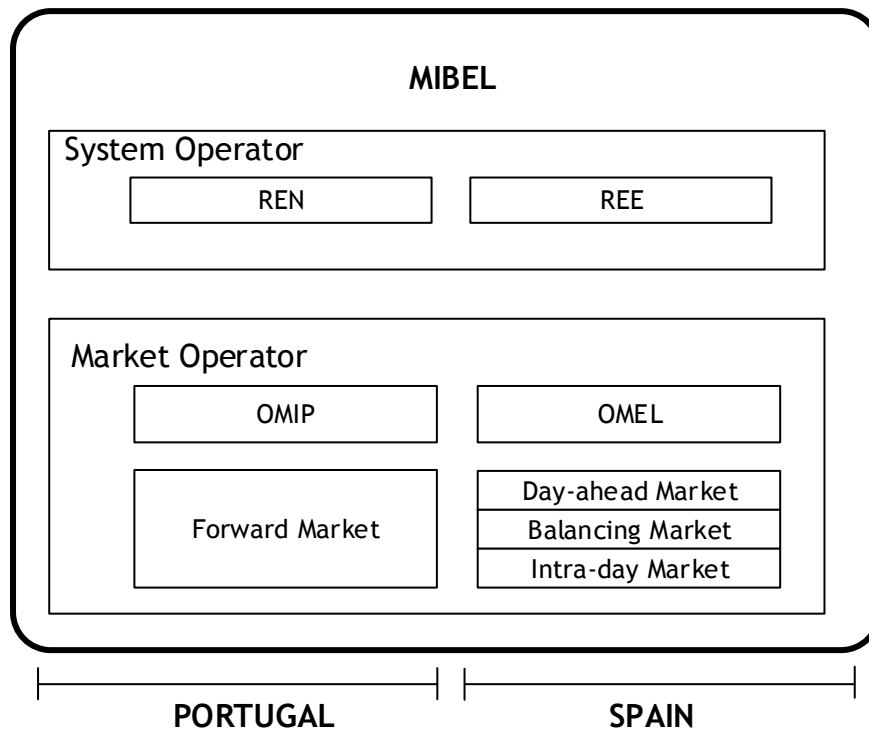 MIBEL
System Operator
REN
REE
Market Operator
OMIP
OMEL
Forward Market
Day-ahead Market
Balancing Market
Intra-day Market
PORTUGAL
SPAIN